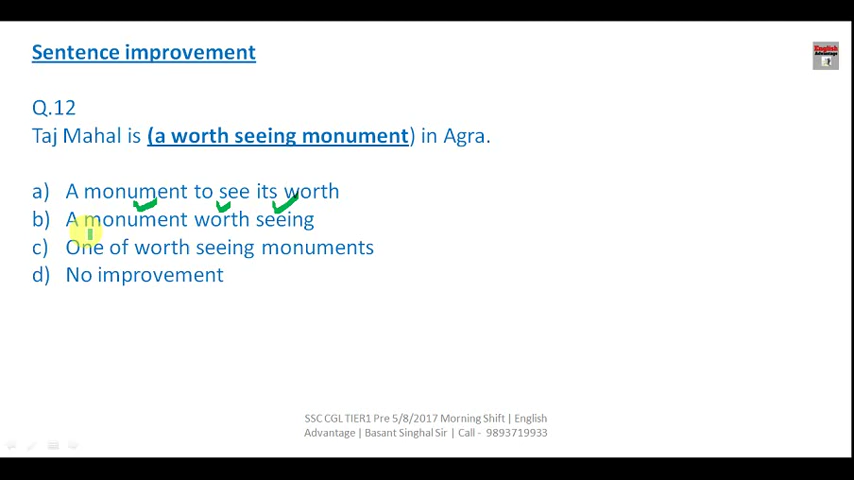 Sentence improvement
English
Advantage
Q.12
Taj Mahal is (a worth seeing monument) in Agra.
a) A monument to see its worth
b) A monument worth seeing
c) One of worth seeing monuments
d) No improvement
SSC CGL TIER1 Pre 5/8/2017 Morning Shift | English
Advantage | Basant Singhal Sir | Call - 9893719933